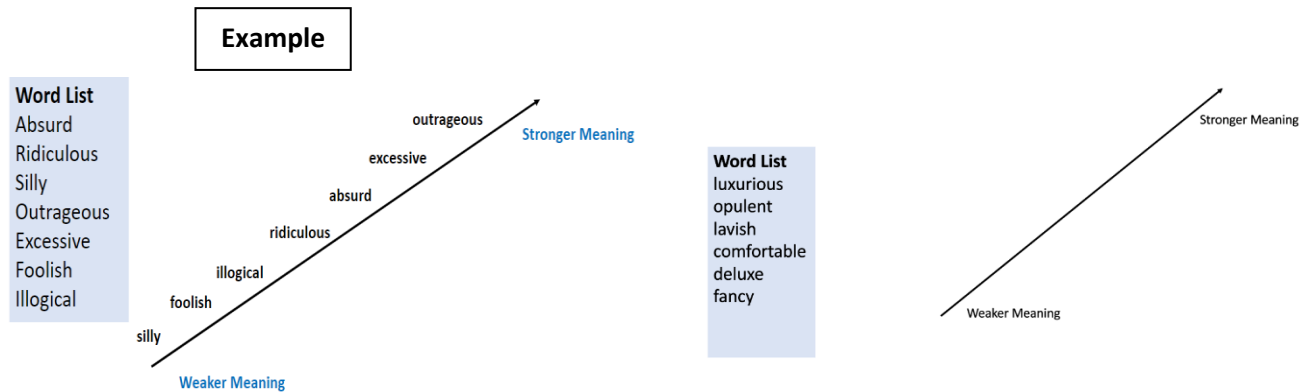 Example
Word List
Absurd
Ridiculous
Silly
Outrageous
Excessive
Foolish
Illogical
outrageous
Stronger Meaning
excessive
absurd
ridiculous
illogical
foolish
silly
Weaker Meaning
Word List
luxurious
opulent
lavish
comfortable
deluxe
fancy
Stronger Meaning
Weaker Meaning